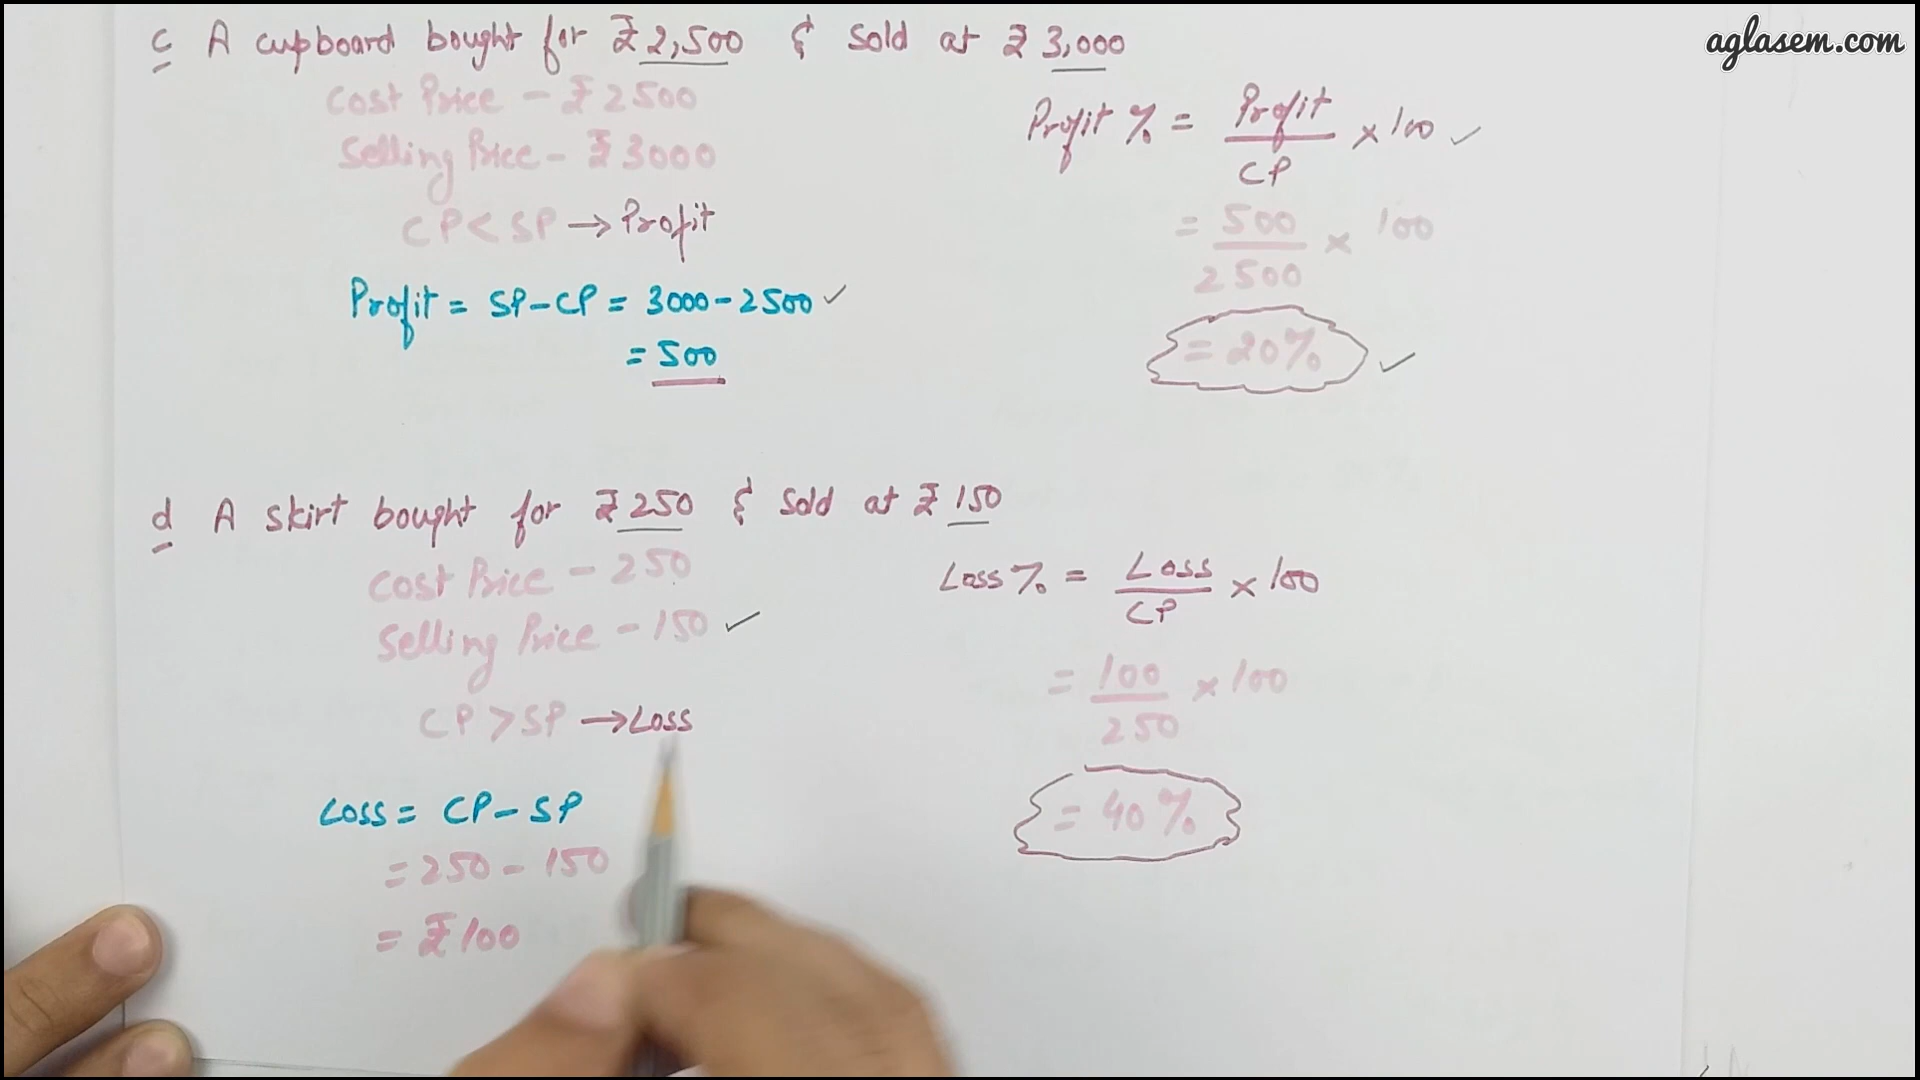 aglasem.com
c A cupboard bought for ₹2,500 & Sold at ₹ 3,000
Cost Price - ₹2500
Selling Price - ₹3000
CP < SP → Profit
Profit = SP-CP = 3000-2500 ✓
= 500
Profit % = Profit/CP × 100 ✓
= 500/2500 × 100
= 20% ✓
d A skirt bought for ₹250 & Sold at ₹150
Cost Price - 250
Selling Price - 150 ✓
CP > SP → Loss
Loss = CP - SP
= 250 - 150
= ₹100
Loss % = Loss/CP × 100
= 100/250 × 100
= 40%